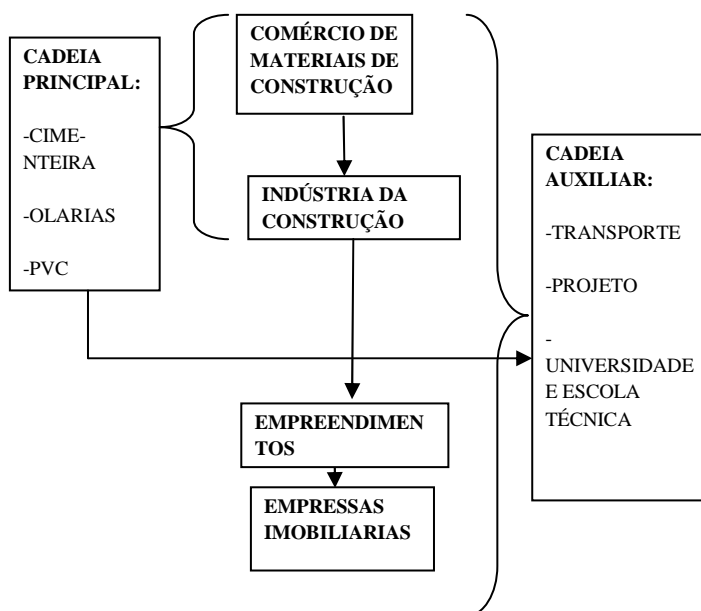 CADEIA
PRINCIPAL:
-CIME-
NTEIRA
-OLARIAS
-PVC
COMÉRCIO DE
MATERIAIS DE
CONSTRUÇÃO
INDÚSTRIA DA
CONSTRUÇÃO
EMPREENDIMEN
TOS
EMPRESSAS
IMOBILIARIAS
CADEIA
AUXILIAR:
-TRANSPORTE
-PROJETO
-
UNIVERSIDADE
E ESCOLA
TÉCNICA